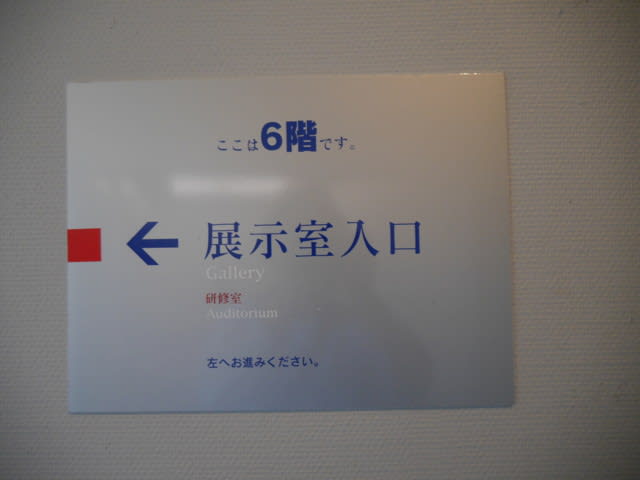 ここは6階です。
展示室入口
Gallery
研修室
Auditorium
左へお進みください。